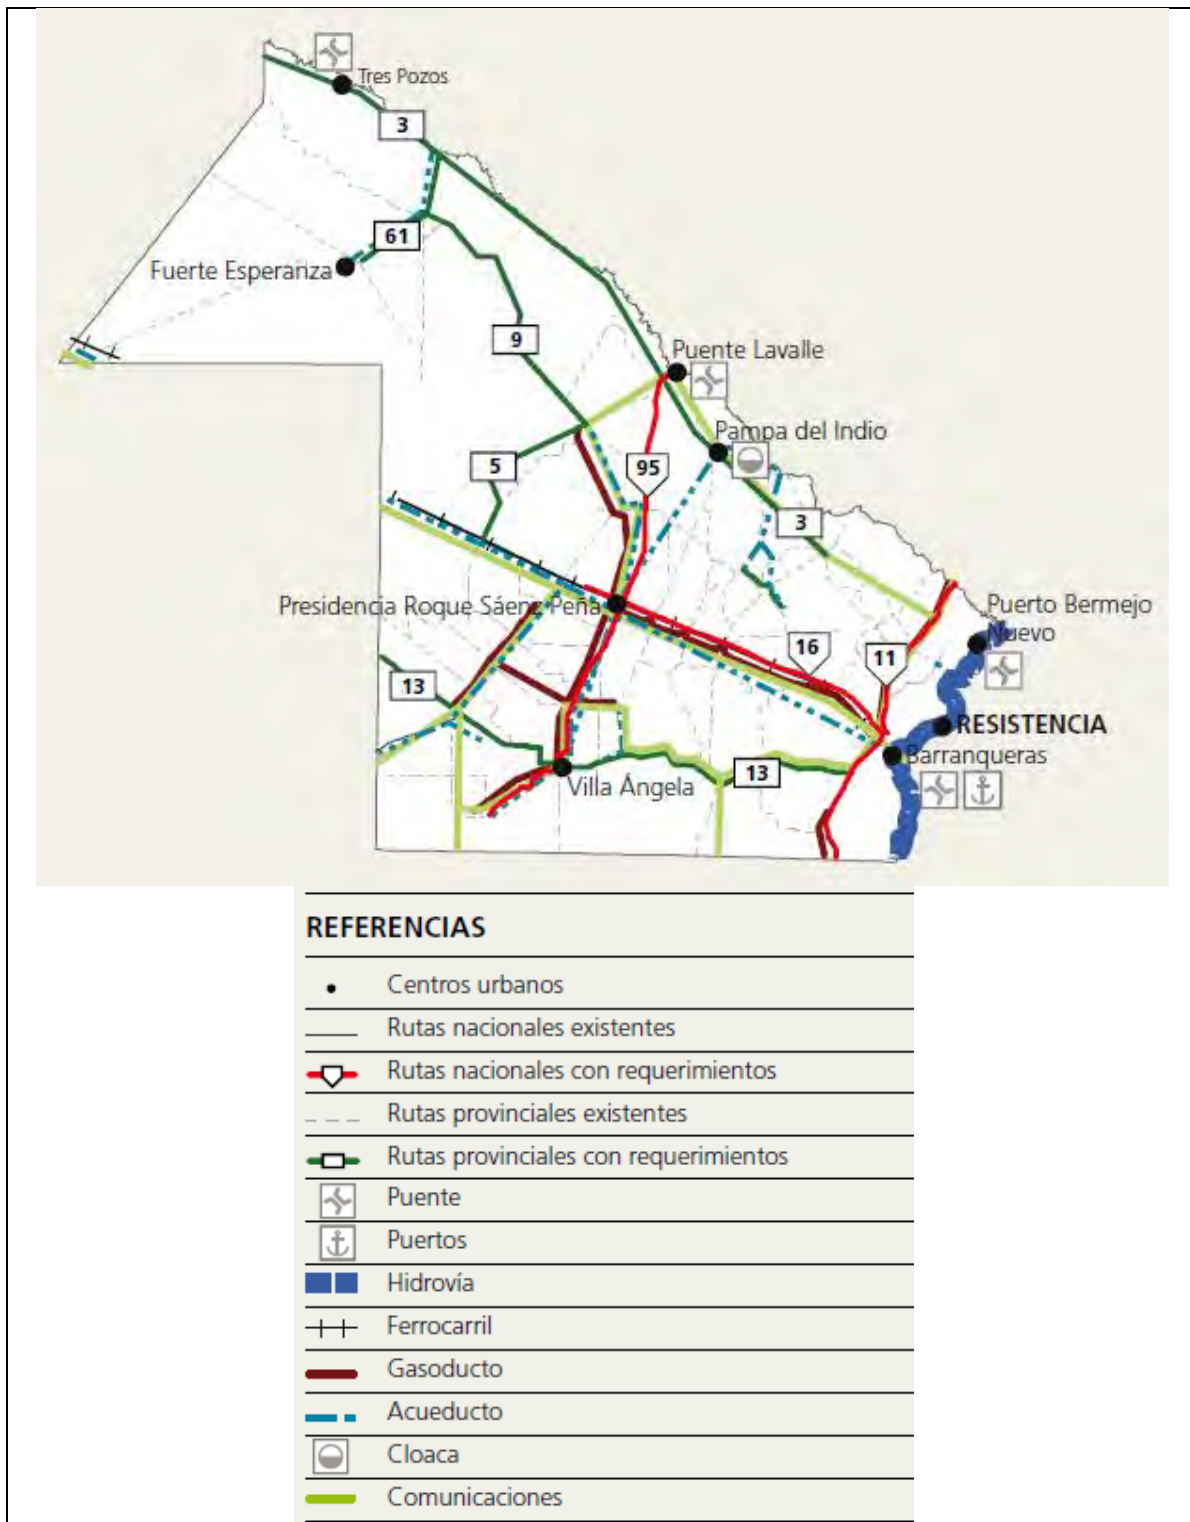 Tres Pozos
3
61
Fuerte Esperanza
9
Puente Lavalle
Pampa del Indio
5
95
3
Presidencia Roque Sáenz Peña
Puerto Bermejo
Nuevo
16
11
13
RESISTENCIA
Barranqueras
13
Villa Ángela
REFERENCIAS
Centros urbanos
Rutas nacionales existentes
Rutas nacionales con requerimientos
Rutas provinciales existentes
Rutas provinciales con requerimientos
Puente
Puertos
Hidrovía
Ferrocarril
Gasoducto
Acueducto
Cloaca
Comunicaciones